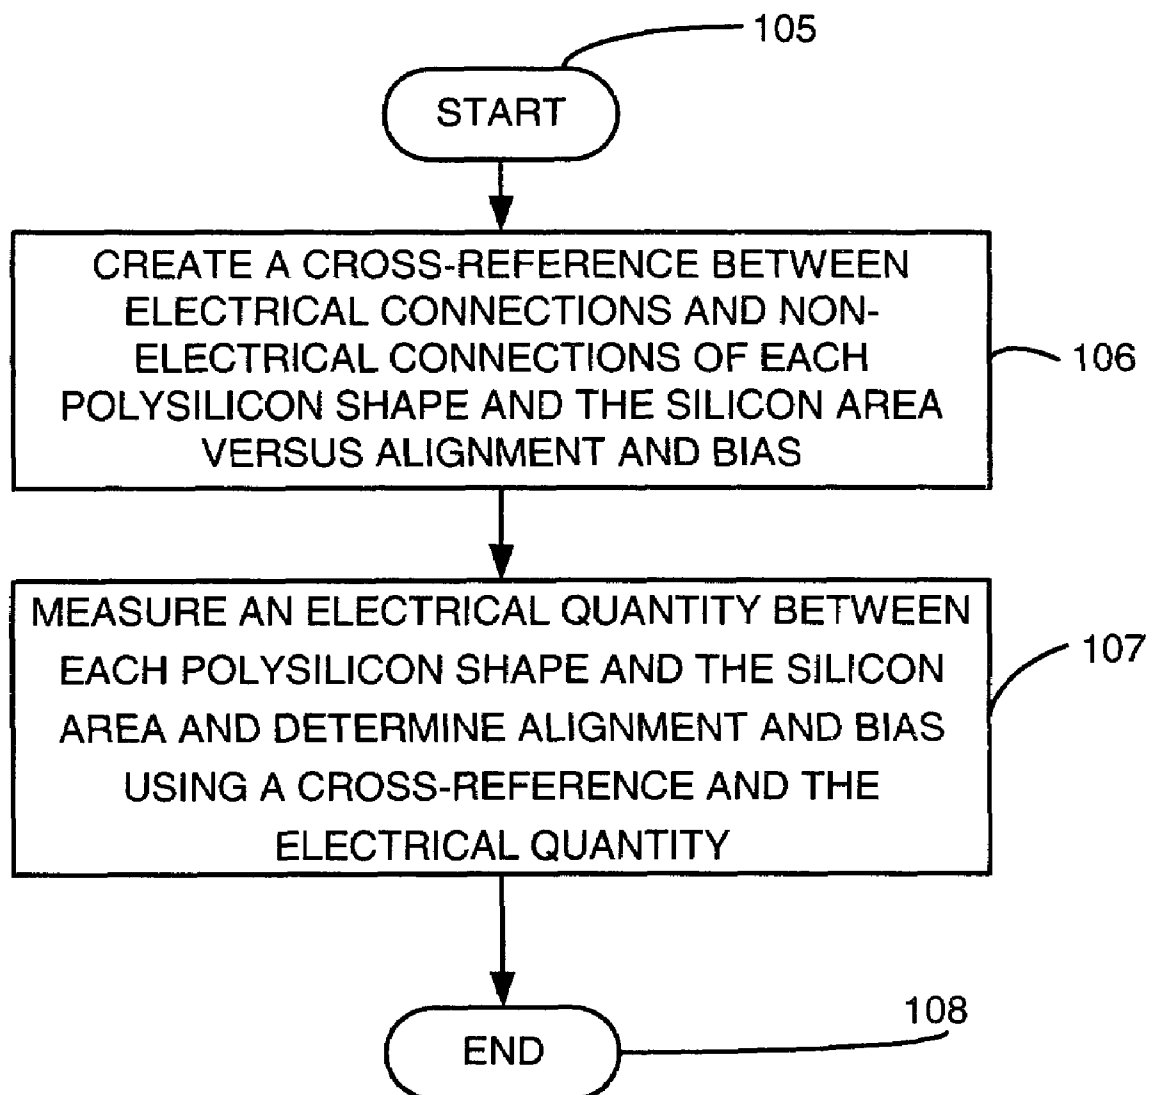 105
START
CREATE A CROSS-REFERENCE BETWEEN
ELECTRICAL CONNECTIONS AND NON-
ELECTRICAL CONNECTIONS OF EACH
POLYSILICON SHAPE AND THE SILICON AREA
VERSUS ALIGNMENT AND BIAS
106
MEASURE AN ELECTRICAL QUANTITY BETWEEN
EACH POLYSILICON SHAPE AND THE SILICON
AREA AND DETERMINE ALIGNMENT AND BIAS
USING A CROSS-REFERENCE AND THE
ELECTRICAL QUANTITY
107
108
END